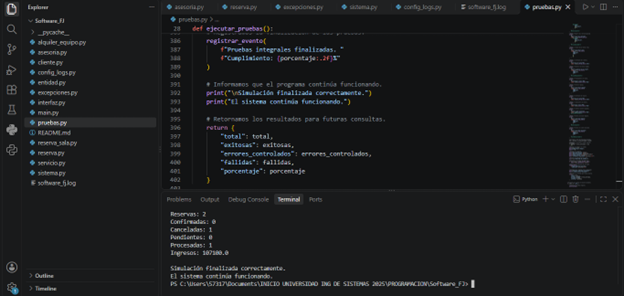 Explorer
Software_FJ
__pycache__
alquiler_equipo.py
asesoria.py
cliente.py
config_logs.py
entidad.py
excepciones.py
interfaz.py
main.py
pruebas.py
README.md
reserva_sala.py
reserva.py
servicio.py
sistema.py
software_fj.log
Outline
Timeline
asesoria.py
reserva.py
excepciones.py
sistema.py
config_logs.py
software_fj.log
pruebas.py
pruebas.py > ...
28 def ejecutar_pruebas():
386 registrar_evento(
387 f"Pruebas integrales finalizadas. "
388 f"Cumplimiento: {porcentaje:.2f}%"
389 )
390
391 # Informamos que el programa continúa funcionando.
392 print("\nSimulación finalizada correctamente.")
393 print("El sistema continúa funcionando.")
394
395 # Retornamos los resultados para futuras consultas.
396 return {
397 "total": total,
398 "exitosas": exitosas,
399 "errores_controlados": errores_controlados,
400 "fallidas": fallidas,
401 "porcentaje": porcentaje
402 }
Problems Output Debug Console Terminal Ports
Python
Reservas: 2
Confirmadas: 0
Canceladas: 1
Pendientes: 0
Procesadas: 1
Ingresos: 107100.0
Simulación finalizada correctamente.
El sistema continúa funcionando.
PS C:\Users\57317\Documents\INICIO UNIVERSIDAD ING DE SISTEMAS 2025\PROGRAMACION\Software_FJ>